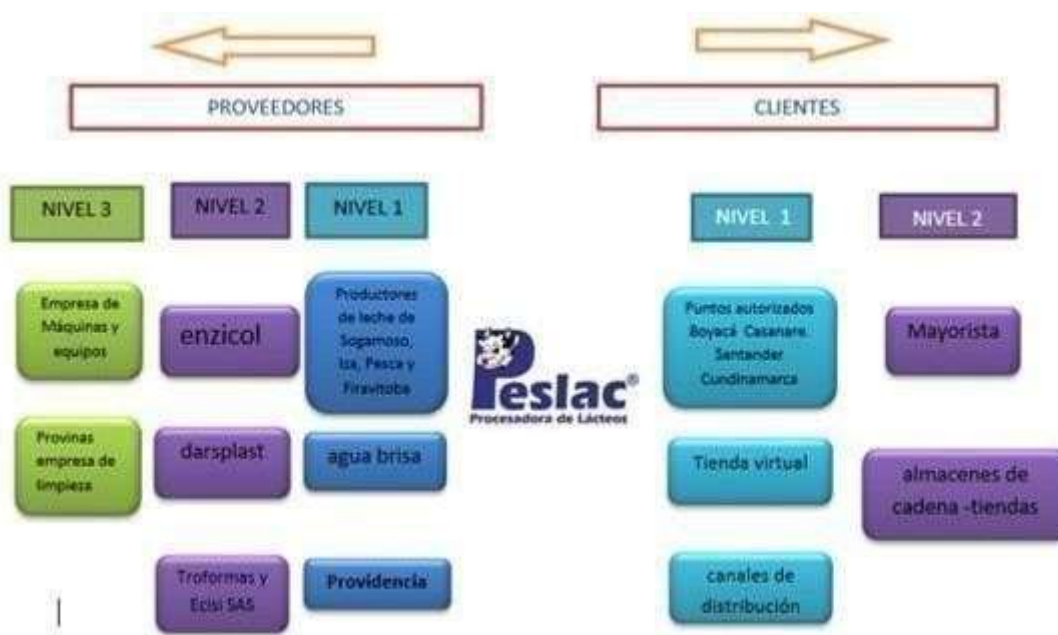 PROVEEDORES
CLIENTES
NIVEL 3
NIVEL 2
NIVEL 1
NIVEL 1
NIVEL 2
Empresa de
Máquinas y
equipos
enzicol
Productores
de leche de
Sogamoso,
Iza, Pesca y
Firavitoba
Peslac®
Procesadora de Lácteos
Puntos autorizados
Boyacá Casanare.
Santander
Cundinamarca
Mayorista
Provinas
empresa de
limpieza
darsplast
agua brisa
Tienda virtual
almacenes de
cadena -tiendas
Troformas y
Ecisi SAS
Providencia
canales de
distribución